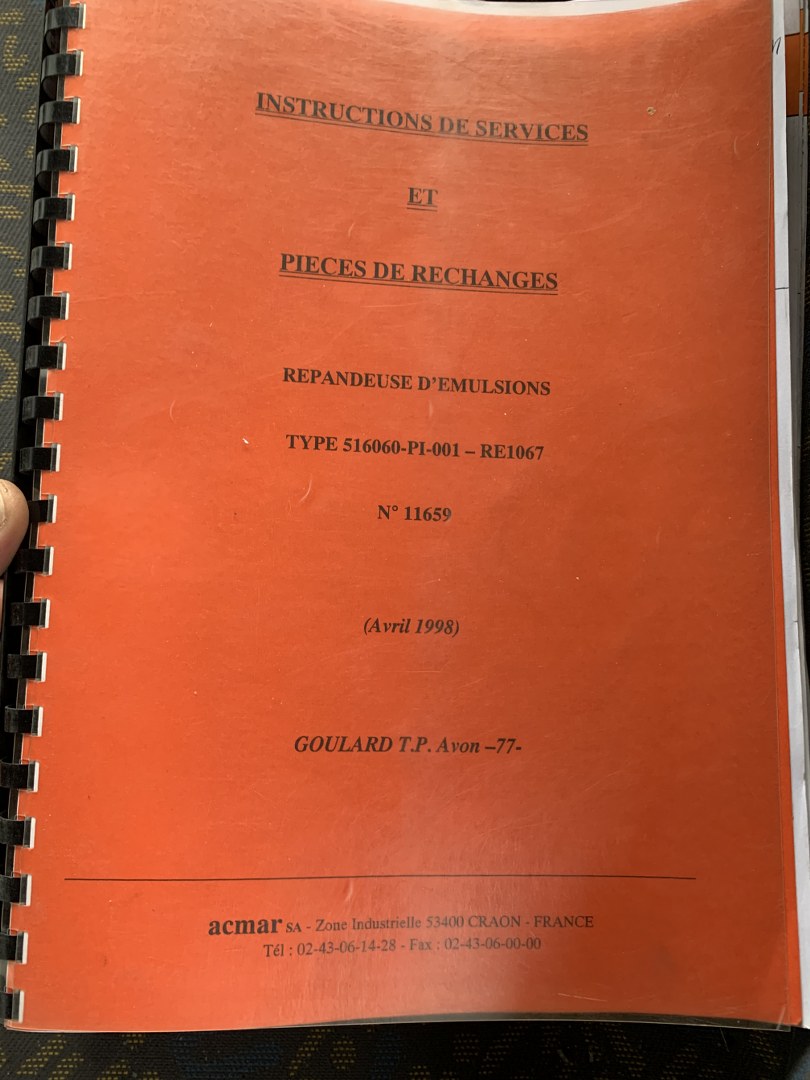 INSTRUCTIONS DE SERVICES
ET
PIECES DE RECHANGES
REPANDEUSE D'EMULSIONS
TYPE 516060-PI-001 – RE1067
N° 11659
(Avril 1998)
GOULARD T.P. Avon –77-
acmar SA - Zone Industrielle 53400 CRAON - FRANCE
Tél : 02-43-06-14-28 - Fax : 02-43-06-00-00